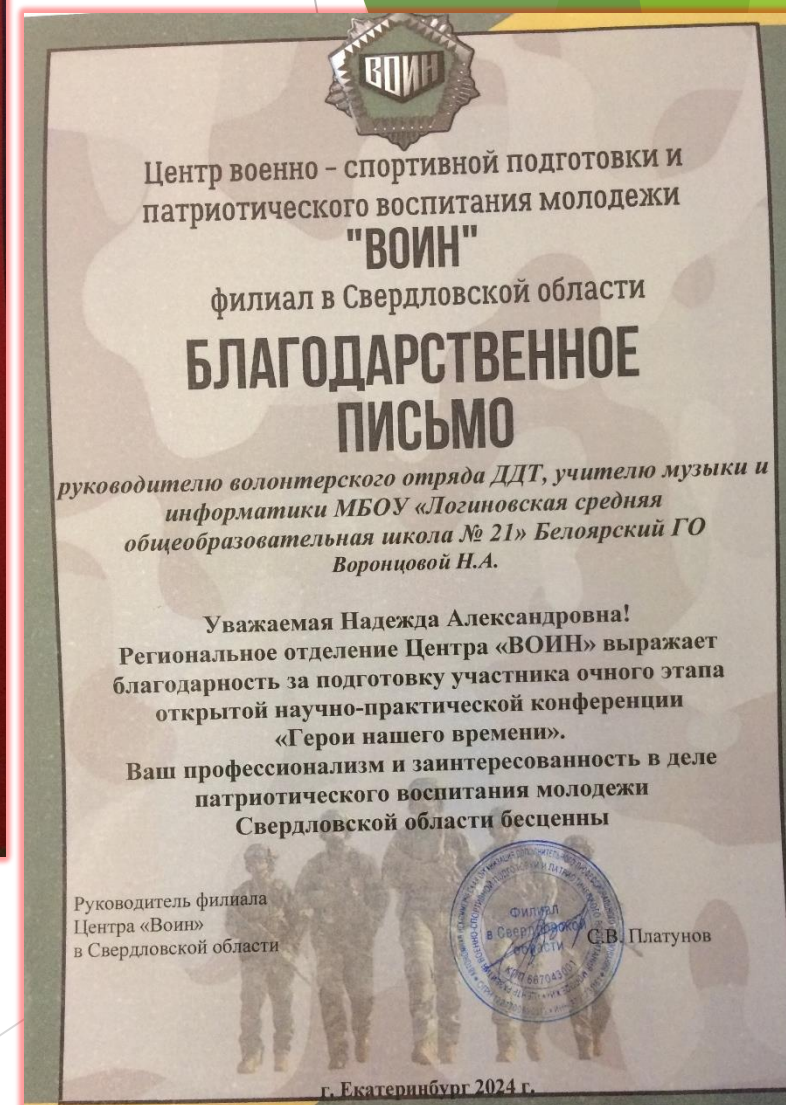 ВОИН
Центр военно – спортивной подготовки и
патриотического воспитания молодежи
"ВОИН"
филиал в Свердловской области
БЛАГОДАРСТВЕННОЕ
ПИСЬМО
руководителю волонтерского отряда ДДТ, учителю музыки и
информатики МБОУ «Логиновская средняя
общеобразовательная школа № 21» Белоярский ГО
Воронцовой Н.А.
Уважаемая Надежда Александровна!
Региональное отделение Центра «ВОИН» выражает
благодарность за подготовку участника очного этапа
открытой научно-практической конференции
«Герои нашего времени».
Ваш профессионализм и заинтересованность в деле
патриотического воспитания молодежи
Свердловской области бесценны
Руководитель филиала
Центра «Воин»
в Свердловской области
Филиал
в Свердловской
области
С.В. Платунов
г. Екатеринбург 2024 г.